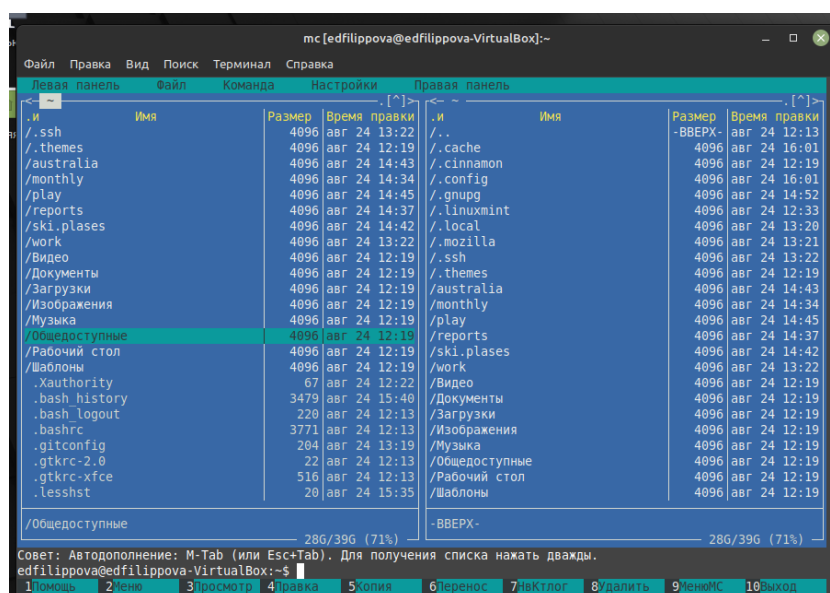 mc [edfilippova@edfilippova-VirtualBox]:~
Файл Правка Вид Поиск Терминал Справка
Левая панель Файл Команда Настройки Правая панель
<— ~ .[^]> <— ~ .[^]>
.и Имя Размер Время правки .и Имя Размер Время правки
/.ssh 4096 авг 24 13:22 /.. -ВВЕРХ- авг 24 12:13
/.themes 4096 авг 24 12:19 /.cache 4096 авг 24 16:01
/australia 4096 авг 24 14:43 /.cinnamon 4096 авг 24 12:19
/monthly 4096 авг 24 14:34 /.config 4096 авг 24 16:01
/play 4096 авг 24 14:45 /.gnupg 4096 авг 24 14:52
/reports 4096 авг 24 14:37 /.linuxmint 4096 авг 24 12:33
/ski.plases 4096 авг 24 14:42 /.local 4096 авг 24 13:20
/work 4096 авг 24 13:22 /.mozilla 4096 авг 24 13:21
/Видео 4096 авг 24 12:19 /.ssh 4096 авг 24 13:22
/Документы 4096 авг 24 12:19 /.themes 4096 авг 24 12:19
/Загрузки 4096 авг 24 12:19 /australia 4096 авг 24 14:43
/Изображения 4096 авг 24 12:19 /monthly 4096 авг 24 14:34
/Музыка 4096 авг 24 12:19 /play 4096 авг 24 14:45
/Общедоступные 4096 авг 24 12:19 /reports 4096 авг 24 14:37
/Рабочий стол 4096 авг 24 12:19 /ski.plases 4096 авг 24 14:42
/Шаблоны 4096 авг 24 12:19 /work 4096 авг 24 13:22
.Xauthority 67 авг 24 12:22 /Видео 4096 авг 24 12:19
.bash_history 3479 авг 24 15:40 /Документы 4096 авг 24 12:19
.bash_logout 220 авг 24 12:13 /Загрузки 4096 авг 24 12:19
.bashrc 3771 авг 24 12:13 /Изображения 4096 авг 24 12:19
.gitconfig 204 авг 24 13:19 /Музыка 4096 авг 24 12:19
.gtkrc-2.0 22 авг 24 12:13 /Общедоступные 4096 авг 24 12:19
.gtkrc-xfce 516 авг 24 12:13 /Рабочий стол 4096 авг 24 12:19
.lesshst 20 авг 24 15:35 /Шаблоны 4096 авг 24 12:19
/Общедоступные -ВВЕРХ-
28G/39G (71%) 28G/39G (71%)
Совет: Автодополнение: M-Tab (или Esc+Tab). Для получения списка нажать дважды.
edfilippova@edfilippova-VirtualBox:~$
1Помощь 2Меню 3Просмотр 4Правка 5Копия 6Перенос 7НвКтлог 8Удалить 9МенюМС 10Выход